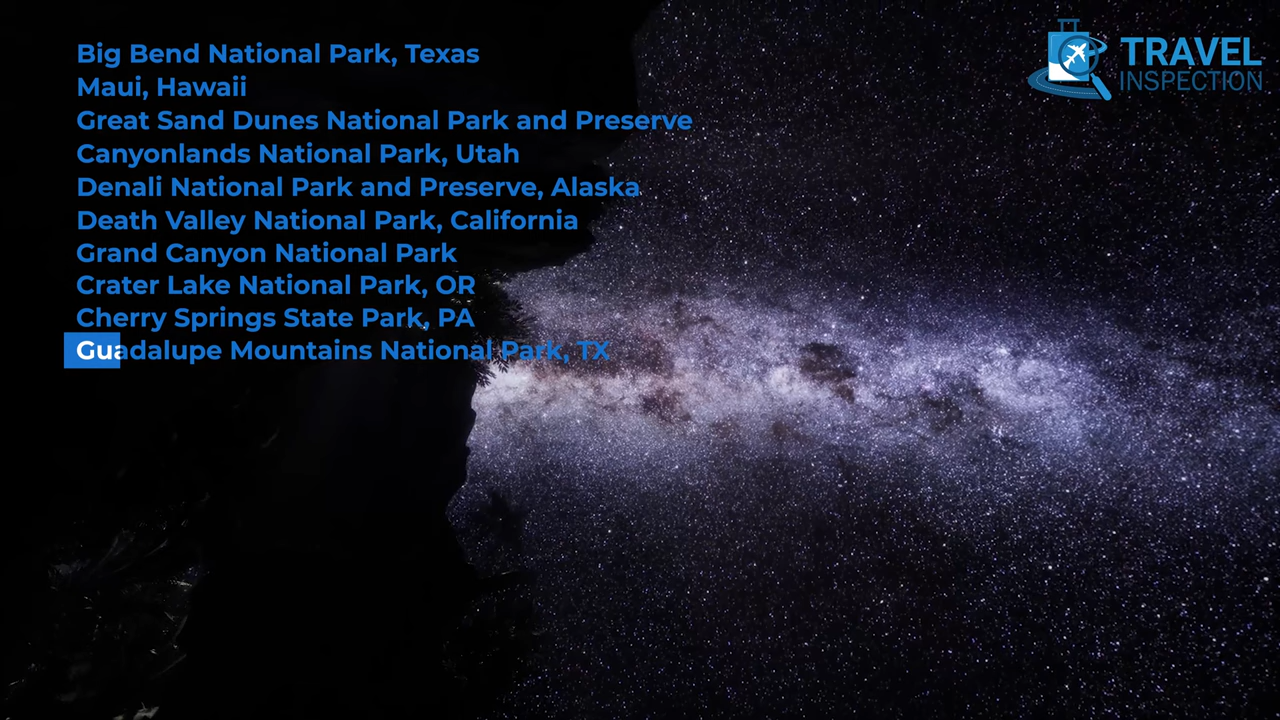 Big Bend National Park, Texas
Maui, Hawaii
Great Sand Dunes National Park and Preserve
Canyonlands National Park, Utah
Denali National Park and Preserve, Alaska
Death Valley National Park, California
Grand Canyon National Park
Crater Lake National Park, OR
Cherry Springs State Park, PA
Guadalupe Mountains National Park, TX
TRAVEL
INSPECTION